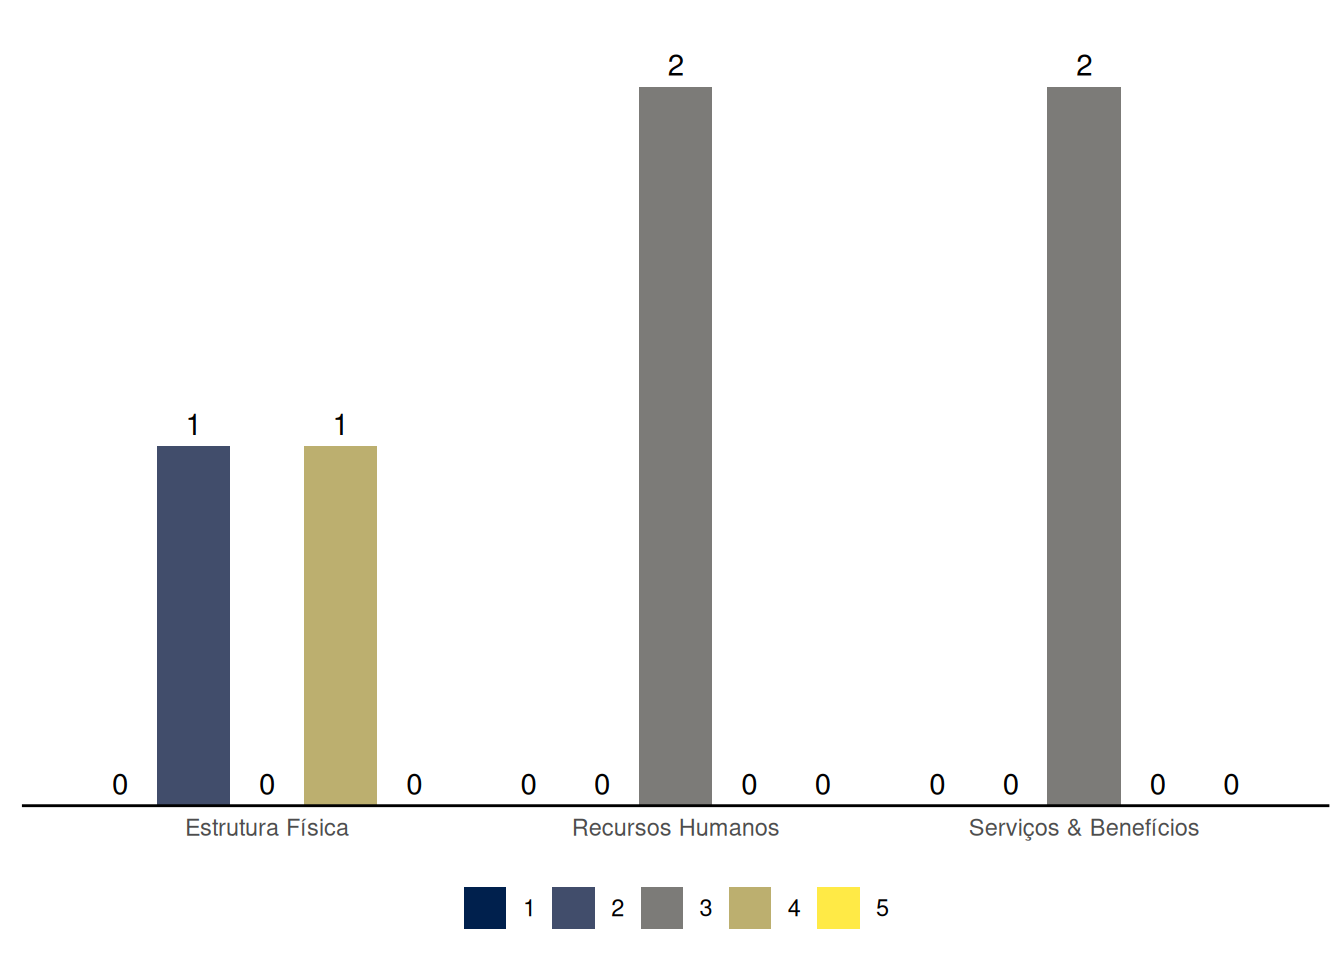 2 2
1 1
0 0 0 0 0 0 0 0 0 0 0
Estrutura Física Recursos Humanos Serviços & Benefícios
1 2 3 4 5